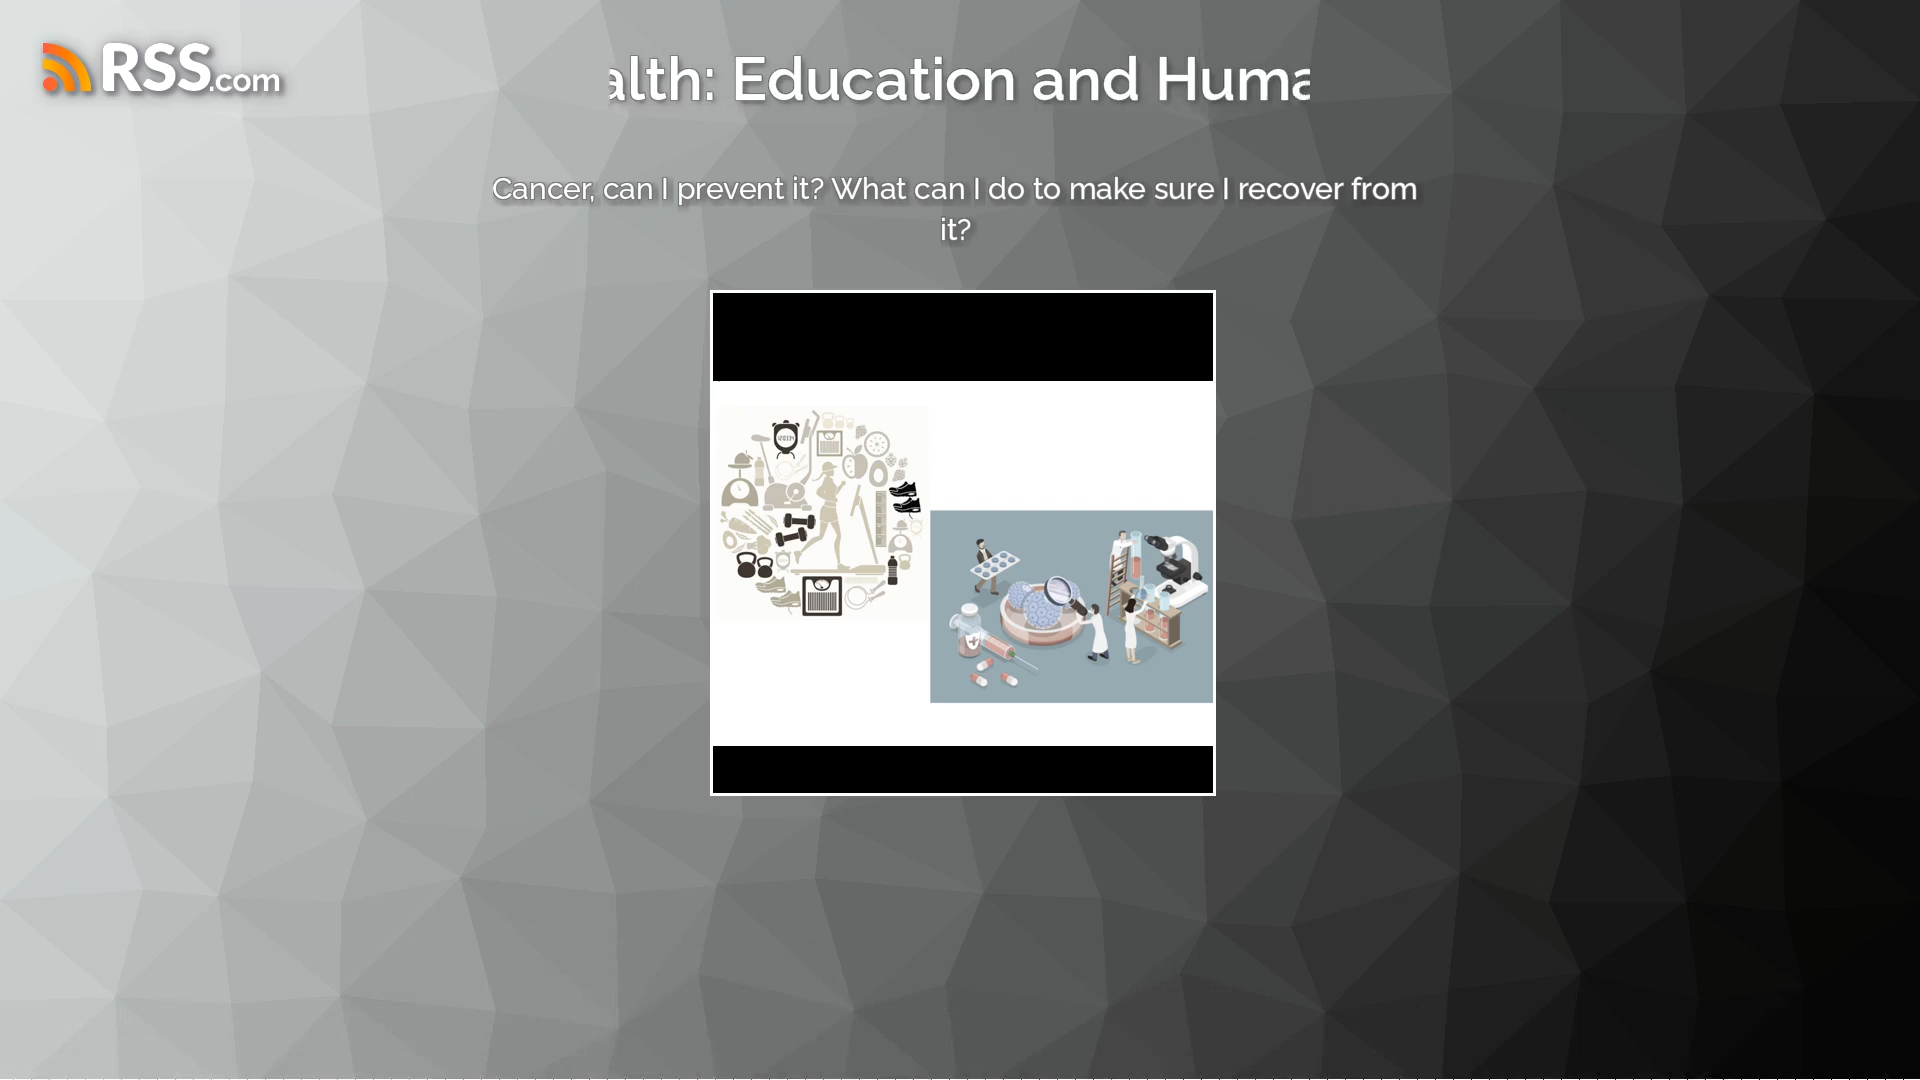 RSS.com
alth: Education and Huma
Cancer, can I prevent it? What can I do to make sure I recover from
it?